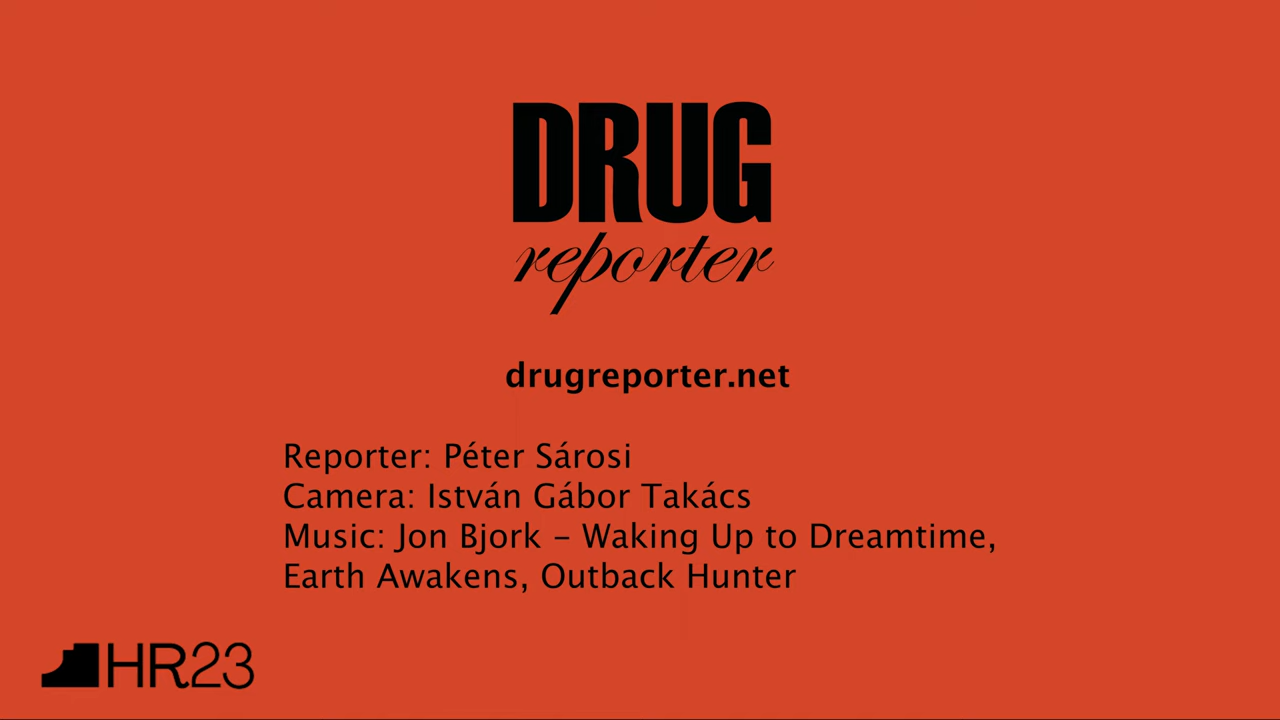 DRUG
reporter
drugreporter.net
Reporter: Péter Sárosi
Camera: István Gábor Takács
Music: Jon Bjork – Waking Up to Dreamtime,
Earth Awakens, Outback Hunter
HR23